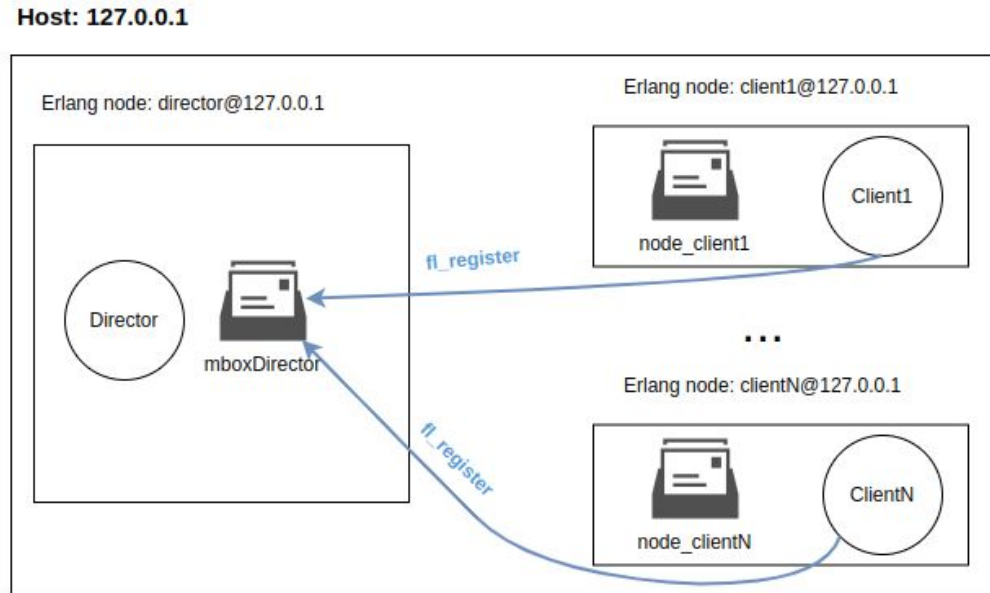 Host: 127.0.0.1
Erlang node: director@127.0.0.1
Director
mboxDirector
fl_register
fl_register
Erlang node: client1@127.0.0.1
node_client1
Client1
...
Erlang node: clientN@127.0.0.1
node_clientN
ClientN